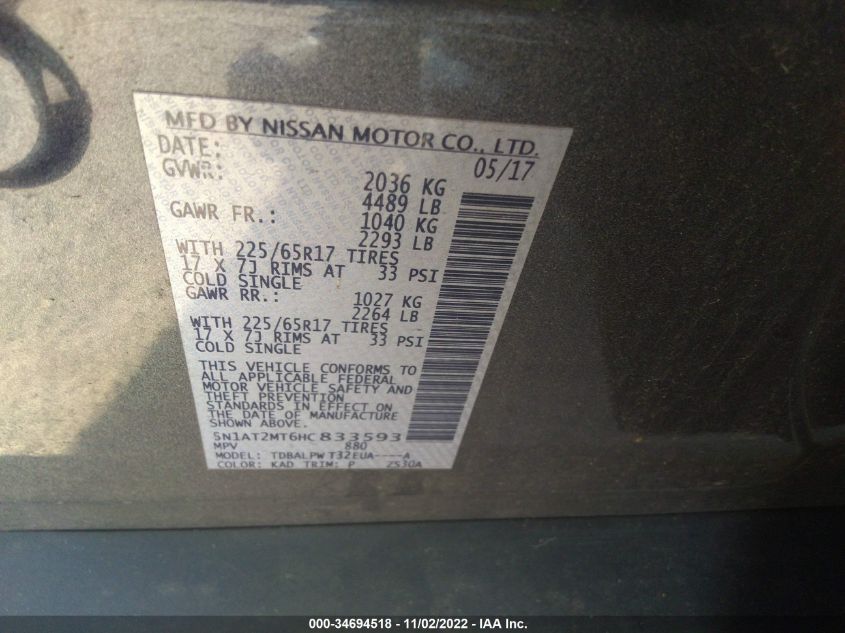 MFD BY NISSAN MOTOR CO., LTD.
DATE: 05/17
GVWR: 2036 KG
4489 LB
GAWR FR.: 1040 KG
2293 LB
WITH 225/65R17 TIRES
17 X 7J RIMS AT 33 PSI
COLD SINGLE
GAWR RR.: 1027 KG
2264 LB
WITH 225/65R17 TIRES
17 X 7J RIMS AT 33 PSI
COLD SINGLE
THIS VEHICLE CONFORMS TO
ALL APPLICABLE FEDERAL
MOTOR VEHICLE SAFETY AND
THEFT PREVENTION
STANDARDS IN EFFECT ON
THE DATE OF MANUFACTURE
SHOWN ABOVE.
5N1AT2MT6HC833593
MPV 880
MODEL: TDBALPW T32EUA----A
COLOR: KAD TRIM: P 2530A
000-34694518 - 11/02/2022 - IAA Inc.